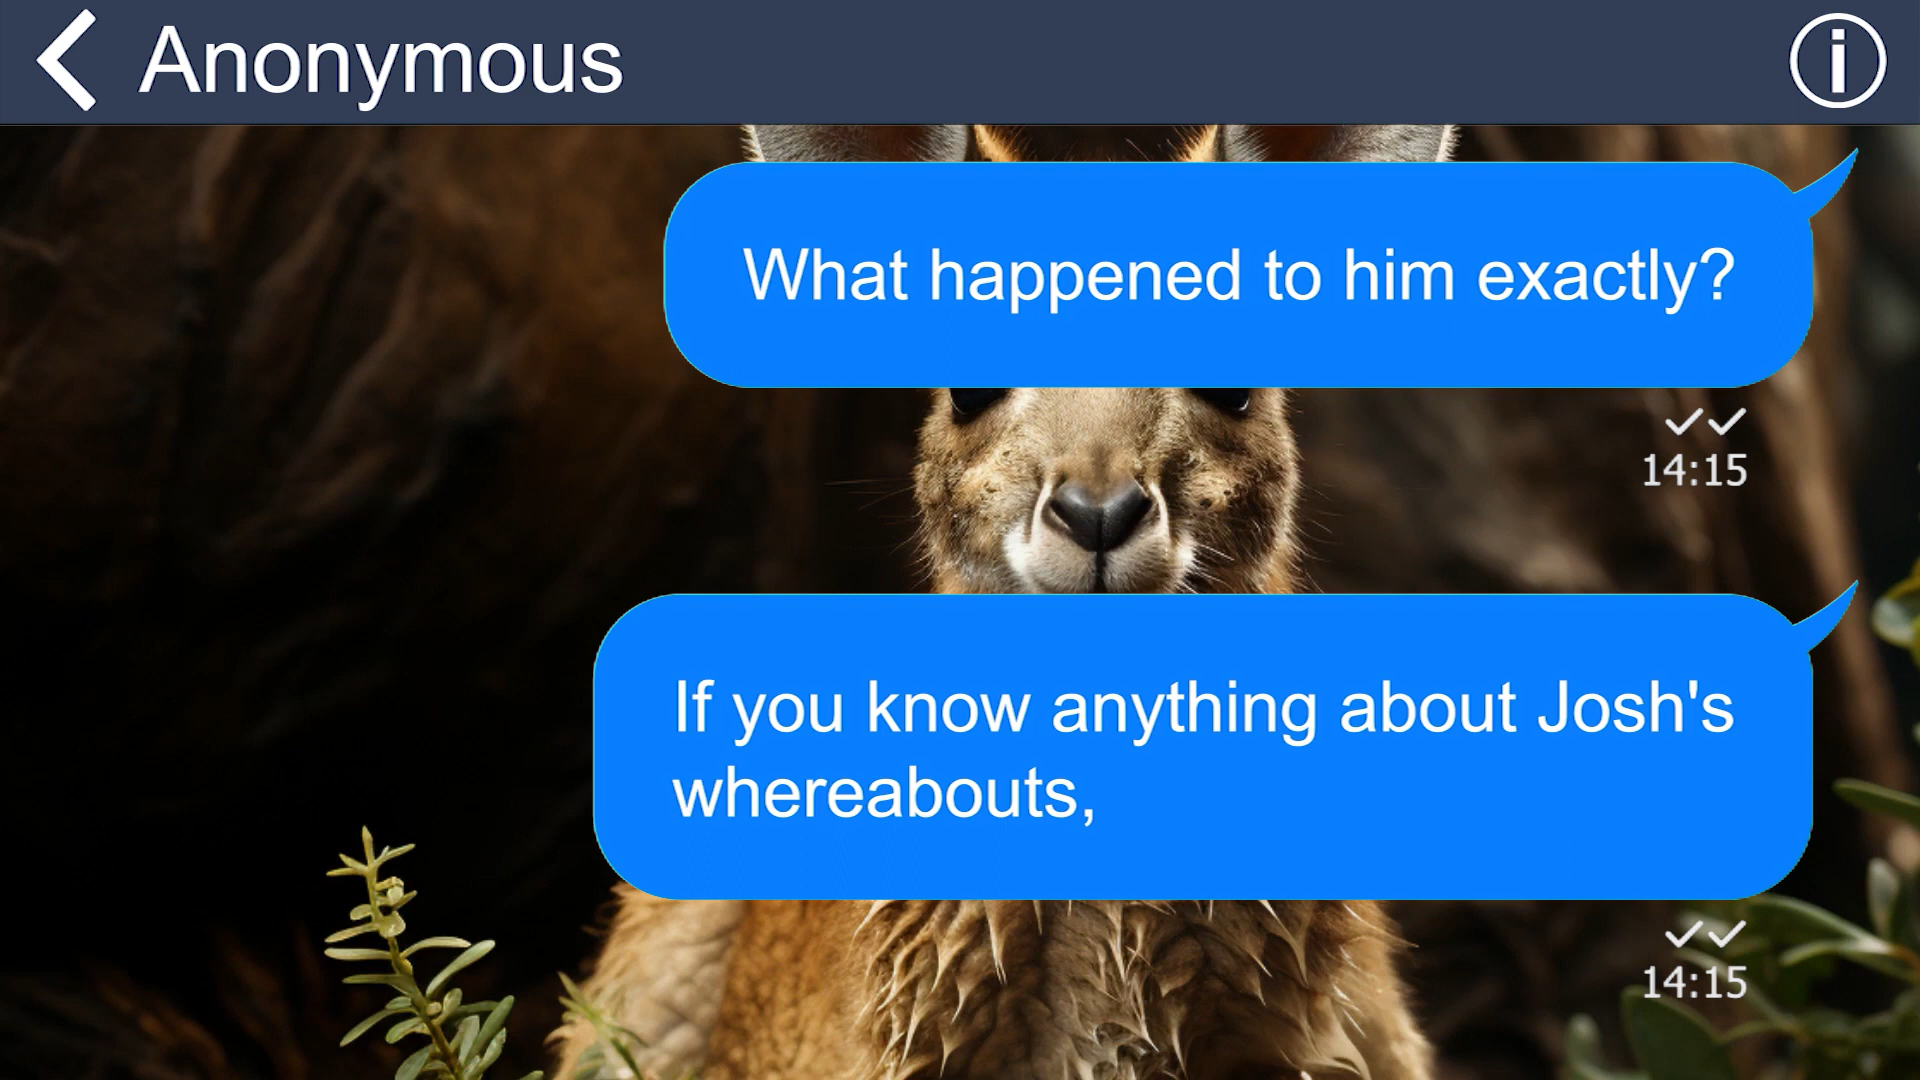 Anonymous
What happened to him exactly?
14:15
If you know anything about Josh's
whereabouts,
14:15